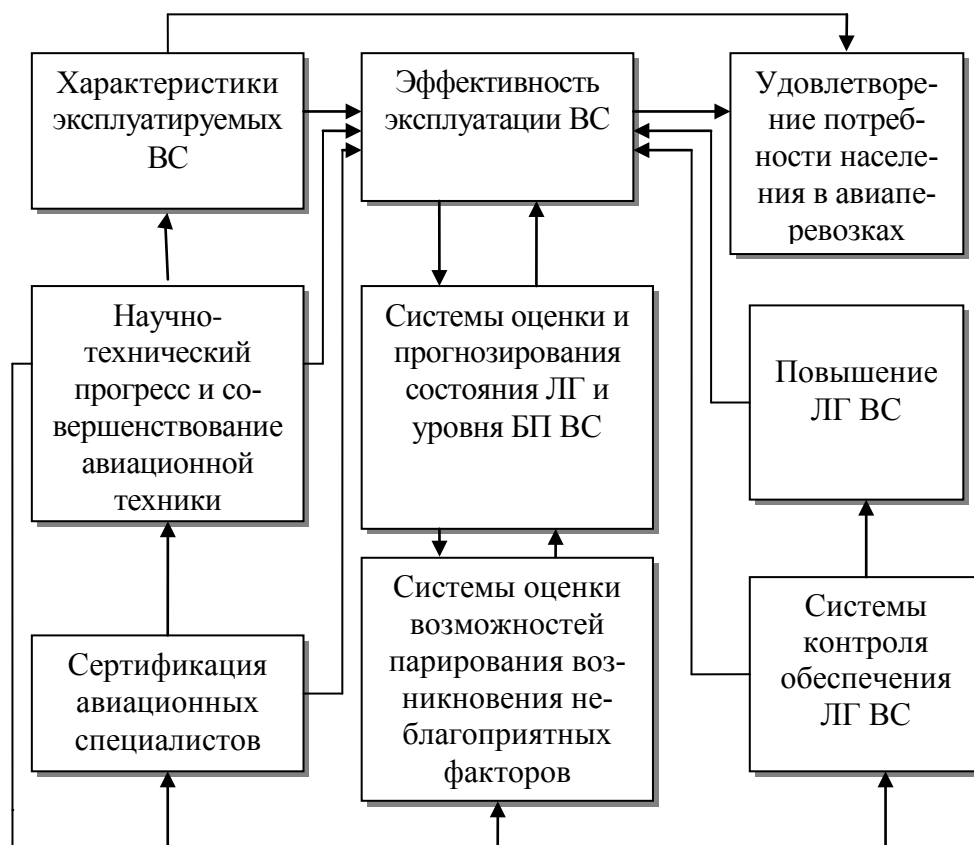 Характеристики
эксплуатируемых
ВС
Эффективность
эксплуатации ВС
Удовлетворе-
ние потреб-
ности населе-
ния в авиапе-
ревозках
Научно-
технический
прогресс и со-
вершенствование
авиационной
техники
Системы оценки и
прогнозирования
состояния ЛГ и
уровня БП ВС
Повышение
ЛГ ВС
Сертификация
авиационных
специалистов
Системы оценки
возможностей
парирования воз-
никновения не-
благоприятных
факторов
Системы
контроля
обеспечения
ЛГ ВС